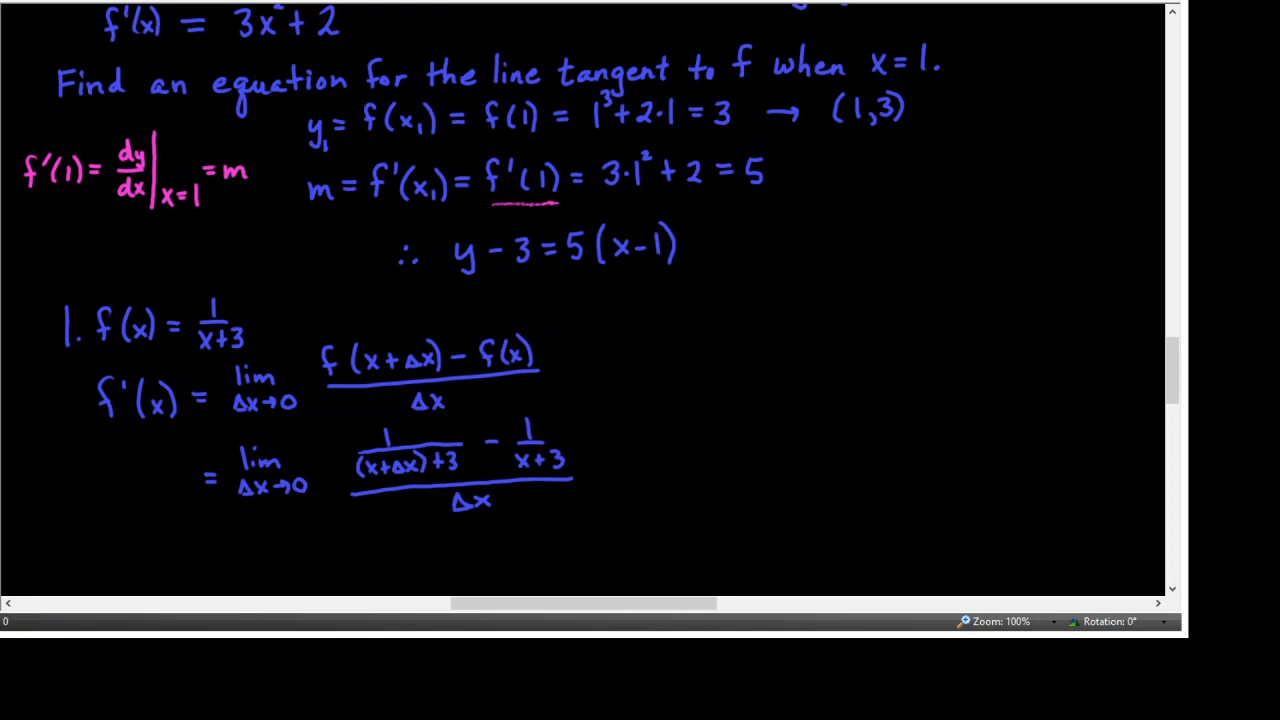 f'(x) = 3x² + 2
Find an equation for the line tangent to f when x = 1.
y₁ = f(x₁) = f(1) = 1³ + 2·1 = 3 → (1,3)
f'(1) = dy/dx |ₓ₌₁ = m
m = f'(x₁) = f'(1) = 3·1² + 2 = 5
∴ y - 3 = 5(x-1)
1. f(x) = 1/(x+3)
f'(x) = lim Δx→0 (f(x+Δx) - f(x))/Δx
= lim Δx→0 (1/((x+Δx)+3) - 1/(x+3))/Δx
0 Zoom: 100% Rotation: 0°